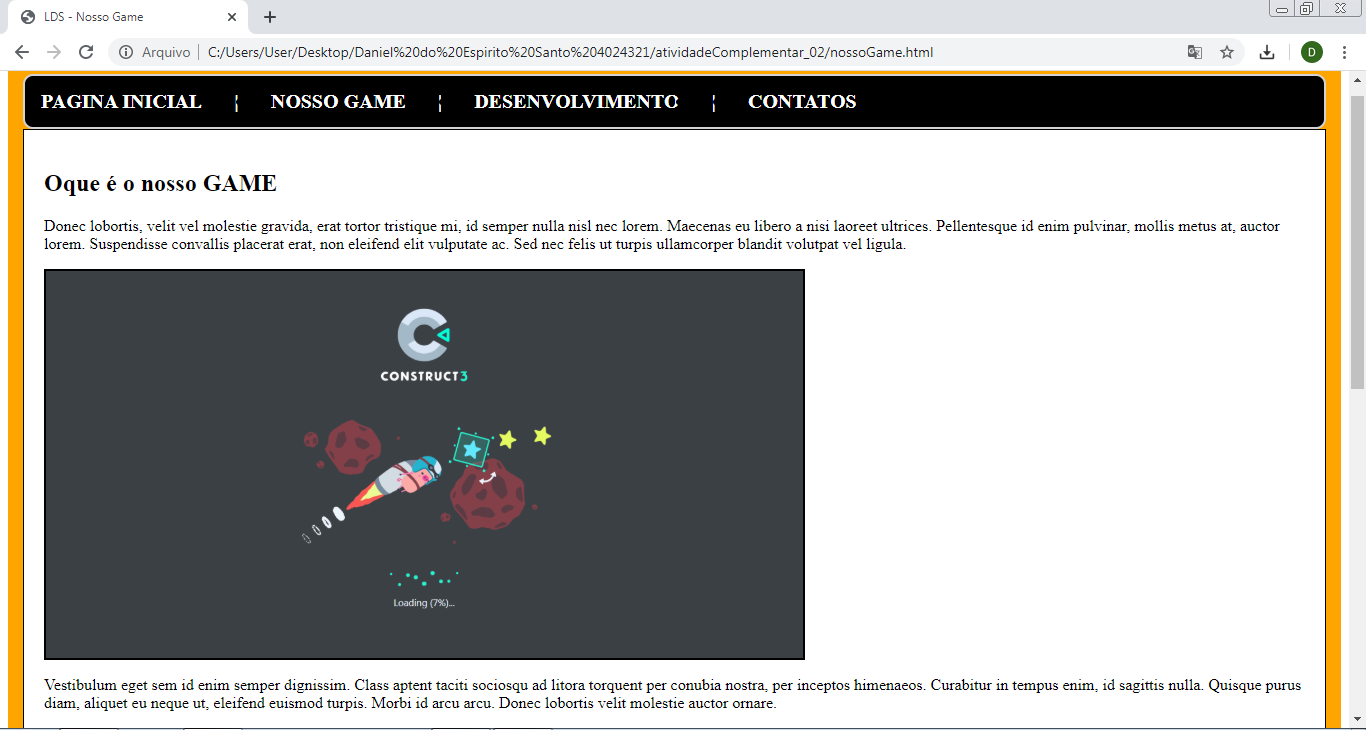 LDS - Nosso Game
Arquivo | C:/Users/User/Desktop/Daniel%20do%20Espirito%20Santo%204024321/atividadeComplementar_02/nossoGame.html
D
PAGINA INICIAL ¦ NOSSO GAME ¦ DESENVOLVIMENTO ¦ CONTATOS
Oque é o nosso GAME
Donec lobortis, velit vel molestie gravida, erat tortor tristique mi, id semper nulla nisl nec lorem. Maecenas eu libero a nisi laoreet ultrices. Pellentesque id enim pulvinar, mollis metus at, auctor
lorem. Suspendisse convallis placerat erat, non eleifend elit vulputate ac. Sed nec felis ut turpis ullamcorper blandit volutpat vel ligula.
CONSTRUCT3
Loading (7%)...
Vestibulum eget sem id enim semper dignissim. Class aptent taciti sociosqu ad litora torquent per conubia nostra, per inceptos himenaeos. Curabitur in tempus enim, id sagittis nulla. Quisque purus
diam, aliquet eu neque ut, eleifend euismod turpis. Morbi id arcu arcu. Donec lobortis velit molestie auctor ornare.